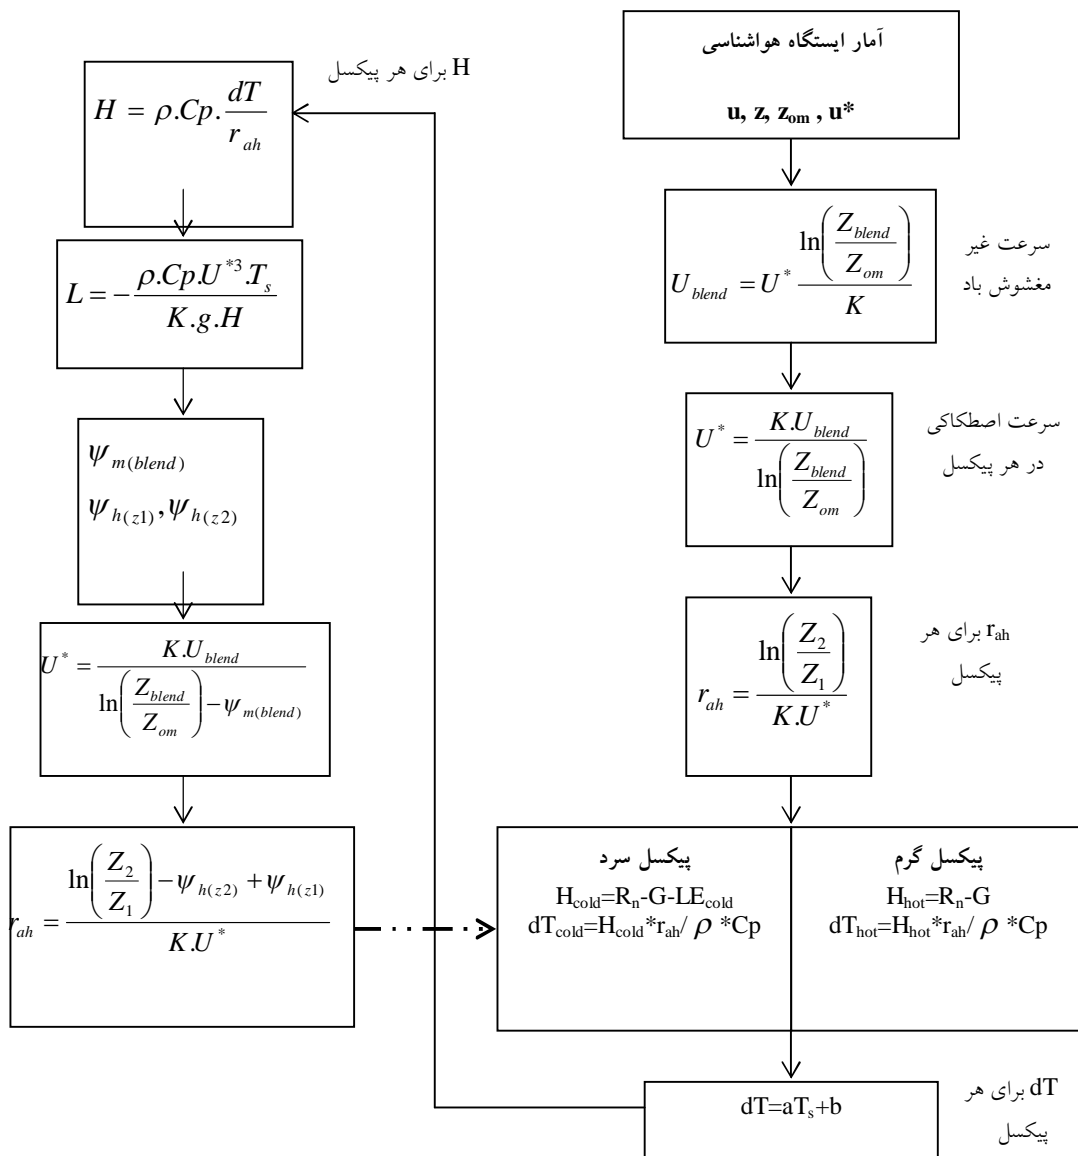 آمار ایستگاه هواشناسی
u, z, z_om , u*
سرعت غیر
مغشوش باد
U_blend = U^* ln(Z_blend / Z_om) / K
سرعت اصطکاکی
در هر پیکسل
U^* = K.U_blend / ln(Z_blend / Z_om)
r_ah برای هر
پیکسل
r_ah = ln(Z_2 / Z_1) / K.U^*
پیکسل گرم
H_hot=R_n-G
dT_hot=H_hot*r_ah/ ρ *Cp
پیکسل سرد
H_cold=R_n-G-LE_cold
dT_cold=H_cold*r_ah/ ρ *Cp
dT برای هر
پیکسل
dT=aT_s+b
H برای هر پیکسل
H = ρ.Cp. dT / r_ah
L = - ρ.Cp.U^*3.T_s / K.g.H
ψ_m(blend)
ψ_h(z1) , ψ_h(z2)
U^* = K.U_blend / ln(Z_blend / Z_om) - ψ_m(blend)
r_ah = ln(Z_2 / Z_1) - ψ_h(z2) + ψ_h(z1) / K.U^*